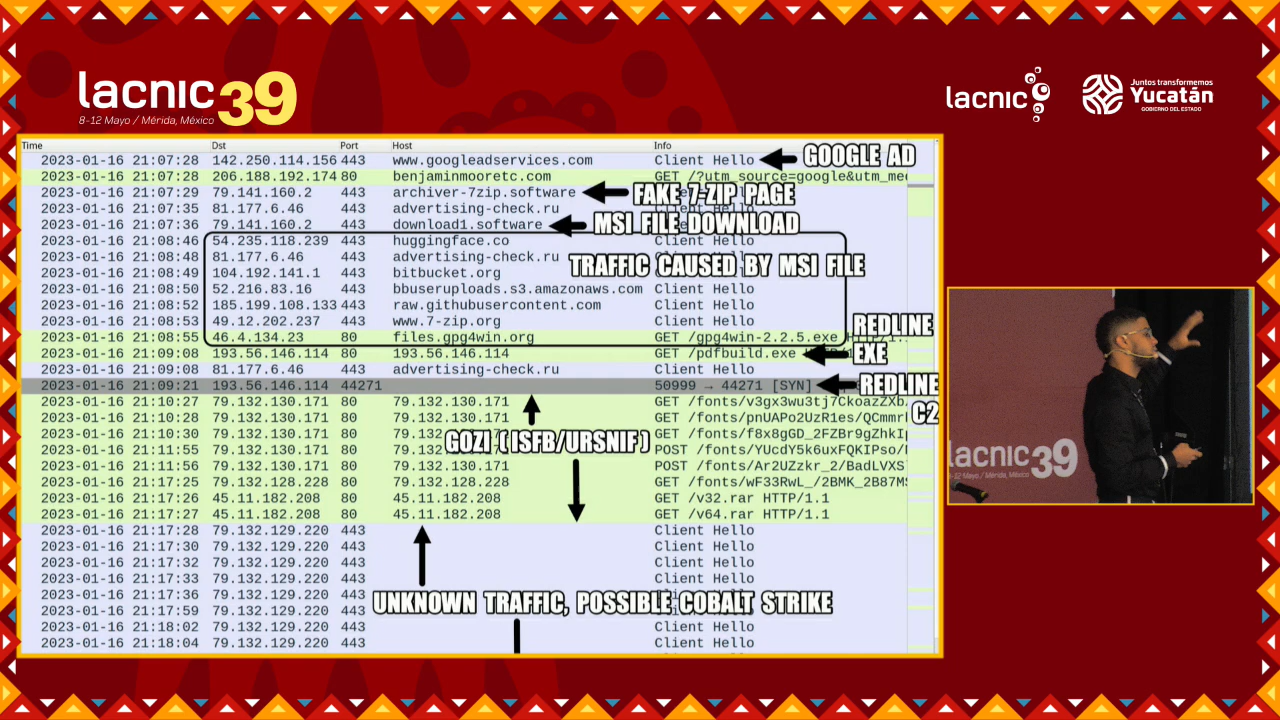 lacnic39
8-12 Mayo / Mérida, México
lacnic
Juntos transformemos
Yucatán
GOBIERNO DEL ESTADO
Time Dst Port Host Info
2023-01-16 21:07:28 142.250.114.156 443 www.googleadservices.com Client Hello GOOGLE AD
2023-01-16 21:07:28 206.188.192.174 80 benjaminmooretc.com GET /?utm_source=google&utm_med
2023-01-16 21:07:29 79.141.160.2 443 archiver-7zip.software FAKE 7-ZIP PAGE
2023-01-16 21:07:35 81.177.6.46 443 advertising-check.ru Client Hello
2023-01-16 21:07:36 79.141.160.2 443 download1.software MSI FILE DOWNLOAD
2023-01-16 21:08:46 54.235.118.239 443 huggingface.co Client Hello
2023-01-16 21:08:48 81.177.6.46 443 advertising-check.ru Client Hello
TRAFFIC CAUSED BY MSI FILE
2023-01-16 21:08:49 104.192.141.1 443 bitbucket.org Client Hello
2023-01-16 21:08:50 52.216.83.16 443 bbuseruploads.s3.amazonaws.com Client Hello
2023-01-16 21:08:52 185.199.108.133 443 raw.githubusercontent.com Client Hello
2023-01-16 21:08:53 49.12.202.237 443 www.7-zip.org Client Hello
2023-01-16 21:08:55 46.4.134.23 80 files.gpg4win.org GET /gpg4win-2.2.5.exe
REDLINE
EXE
2023-01-16 21:09:08 193.56.146.114 80 193.56.146.114 GET /pdfbuild.exe
2023-01-16 21:09:08 81.177.6.46 443 advertising-check.ru Client Hello
2023-01-16 21:09:21 193.56.146.114 44271 50999 → 44271 [SYN] REDLINE
C2
2023-01-16 21:10:27 79.132.130.171 80 79.132.130.171 GET /fonts/v3gx3wu3tj7CkoazZXb
2023-01-16 21:10:28 79.132.130.171 80 79.132.130.171 GET /fonts/pnUAPo2UzR1es/QCmmr
2023-01-16 21:10:30 79.132.130.171 80 79.132.130.171 GET /fonts/f8x8gGD_2FZBr9gZhkI
GOZI (ISFB/URSNIF)
2023-01-16 21:11:55 79.132.130.171 80 79.132.130.171 POST /fonts/YUcdY5k6uxFQKIPso/
2023-01-16 21:11:56 79.132.130.171 80 79.132.130.171 POST /fonts/Ar2UZzkr_2/BadLVXS
2023-01-16 21:17:25 79.132.128.228 80 79.132.128.228 GET /fonts/wF33RwL_/2BMK_2B87M
2023-01-16 21:17:26 45.11.182.208 80 45.11.182.208 GET /v32.rar HTTP/1.1
2023-01-16 21:17:27 45.11.182.208 80 45.11.182.208 GET /v64.rar HTTP/1.1
2023-01-16 21:17:28 79.132.129.220 443 Client Hello
2023-01-16 21:17:30 79.132.129.220 443 Client Hello
2023-01-16 21:17:32 79.132.129.220 443 Client Hello
2023-01-16 21:17:33 79.132.129.220 443 Client Hello
2023-01-16 21:17:36 79.132.129.220 443 Client Hello
UNKNOWN TRAFFIC, POSSIBLE COBALT STRIKE
2023-01-16 21:17:59 79.132.129.220 443 Client Hello
2023-01-16 21:18:02 79.132.129.220 443 Client Hello
2023-01-16 21:18:04 79.132.129.220 443 Client Hello
lacnic39
8-12 Mayo / Mérida, México